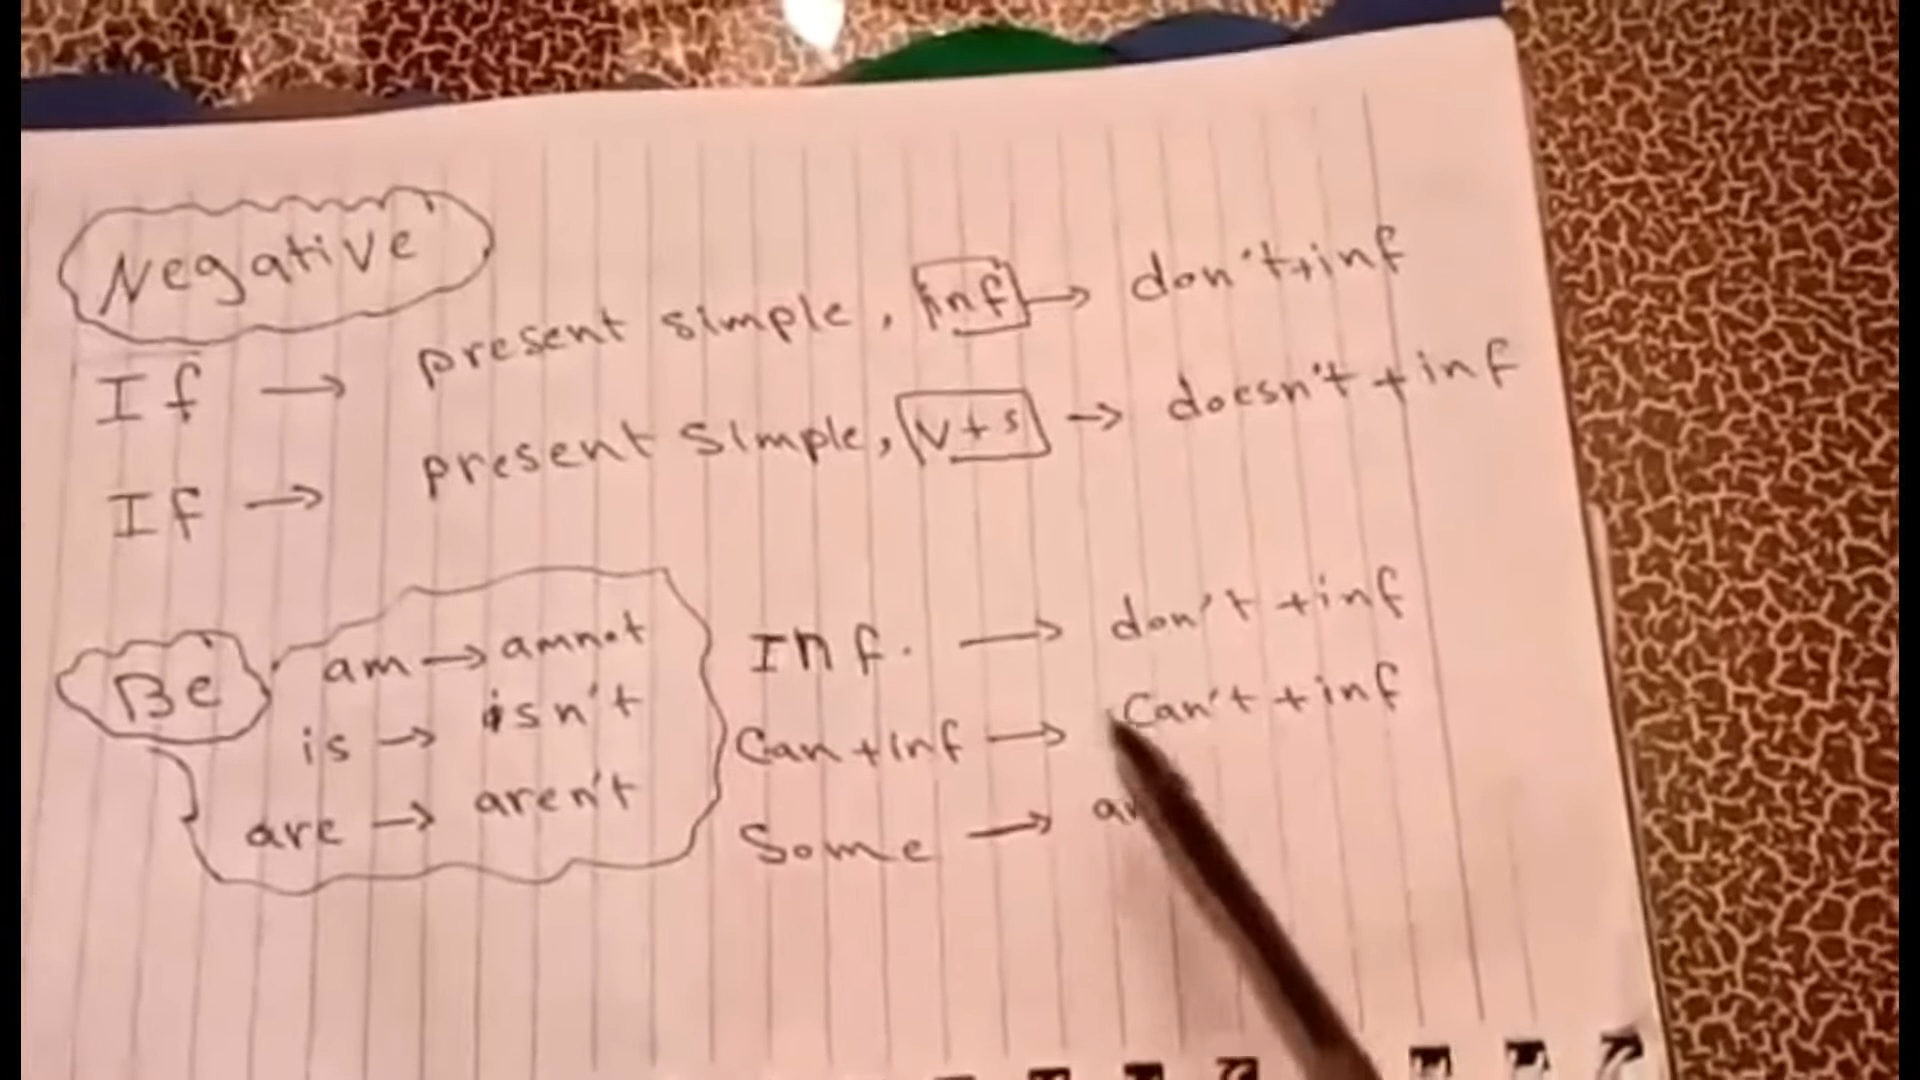 Negative
If → present simple, inf → don't+inf
If → present simple, v+s → doesn't+inf
Be
am → amnot
is → isn't
are → aren't
Inf. → don't+inf
Can+inf → Can't+inf
Some →